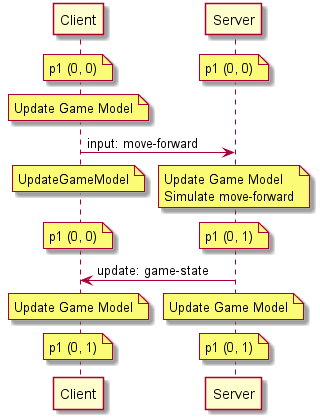 Client
Server
p1 (0, 0)
p1 (0, 0)
Update Game Model
input: move-forward
UpdateGameModel
Update Game Model
Simulate move-forward
p1 (0, 0)
p1 (0, 1)
update: game-state
Update Game Model
Update Game Model
p1 (0, 1)
p1 (0, 1)
Client
Server